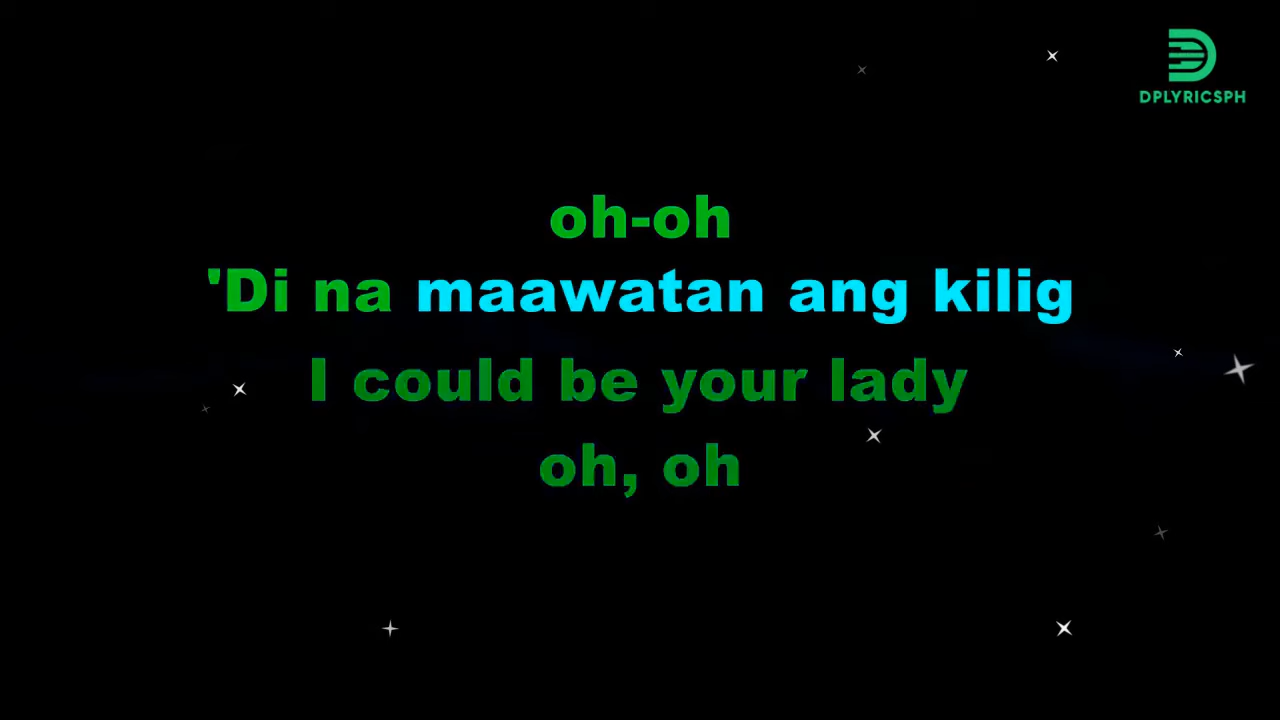 DPLYRICSPH
oh-oh
'Di na maawatan ang kilig
I could be your lady
oh, oh